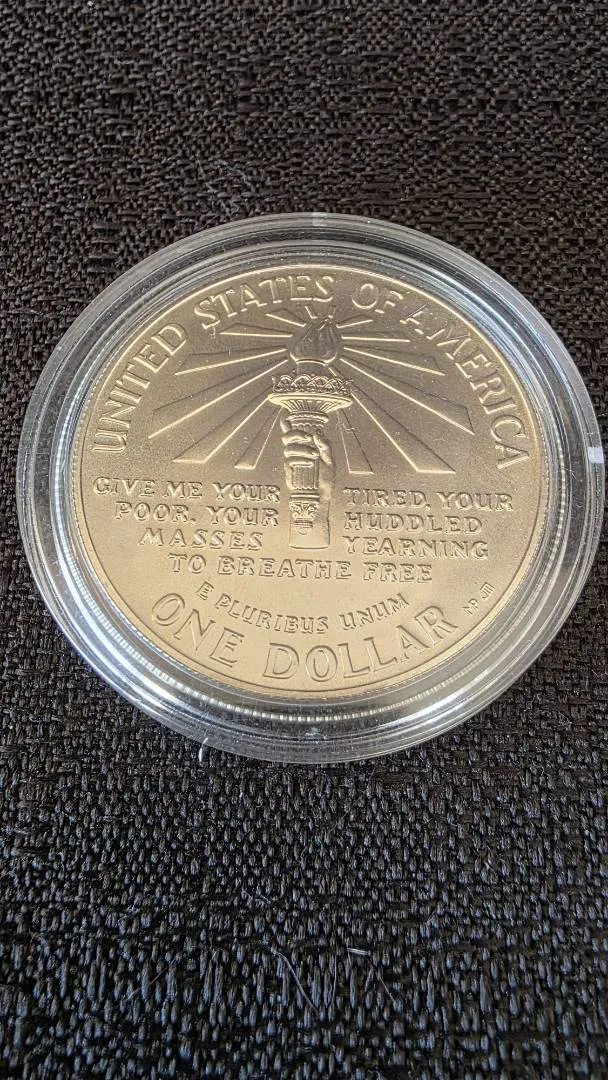 UNITED STATES OF AMERICA
GIVE ME YOUR TIRED, YOUR
POOR, YOUR HUDDLED
MASSES YEARNING
TO BREATHE FREE
E PLURIBUS UNUM
ONE DOLLAR